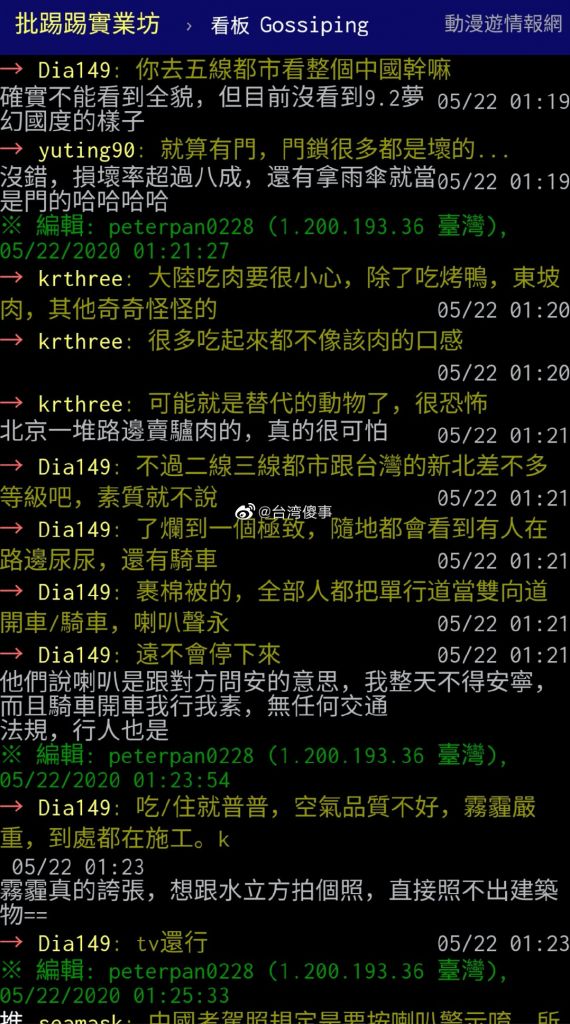 批踢踢實業坊 › 看板 Gossiping 動漫遊情報網
→ Dia149: 你去五線都市看整個中國幹嘛
確實不能看到全貌，但目前沒看到9.2夢 05/22 01:19
幻國度的樣子
→ yuting90: 就算有門，門鎖很多都是壞的...
沒錯，損壞率超過八成，還有拿雨傘就當 05/22 01:19
是門的哈哈哈哈
※ 編輯: peterpan0228 (1.200.193.36 臺灣),
05/22/2020 01:21:27
→ krthree: 大陸吃肉要很小心，除了吃烤鴨，東坡
肉，其他奇奇怪怪的 05/22 01:20
→ krthree: 很多吃起來都不像該肉的口感
05/22 01:20
→ krthree: 可能就是替代的動物了，很恐怖
北京一堆路邊賣驢肉的，真的很可怕 05/22 01:21
→ Dia149: 不過二線三線都市跟台灣的新北差不多
等級吧，素質就不說 05/22 01:21
@台湾傻事
→ Dia149: 了爛到一個極致，隨地都會看到有人在
路邊尿尿，還有騎車 05/22 01:21
→ Dia149: 裹棉被的，全部人都把單行道當雙向道
開車/騎車，喇叭聲永 05/22 01:21
→ Dia149: 遠不會停下來 05/22 01:21
他們說喇叭是跟對方問安的意思，我整天不得安寧，
而且騎車開車我行我素，無任何交通
法規，行人也是
※ 編輯: peterpan0228 (1.200.193.36 臺灣),
05/22/2020 01:23:54
→ Dia149: 吃/住就普普，空氣品質不好，霧霾嚴
重，到處都在施工。k
05/22 01:23
霧霾真的誇張，想跟水立方拍個照，直接照不出建築
物==
→ Dia149: tv還行 05/22 01:23
※ 編輯: peterpan0228 (1.200.193.36 臺灣),
05/22/2020 01:25:33
推 seamask: 中國考駕照規定是要按喇叭警示唷，所